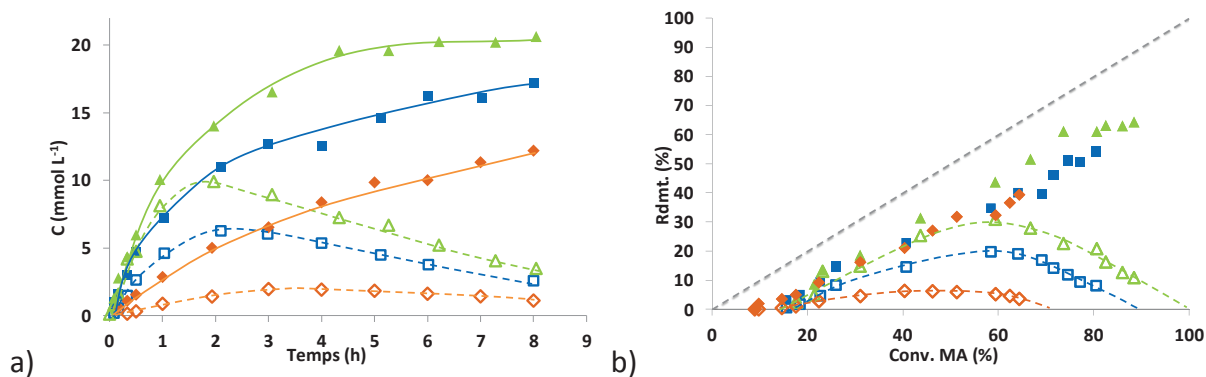 20
15
10
5
0
0 1 2 3 4 5 6 7 8 9
C (mmol L⁻¹)
Temps (h)
a)
100
90
80
70
60
50
40
30
20
10
0
0 20 40 60 80 100
Rdmt. (%)
Conv. MA (%)
b)